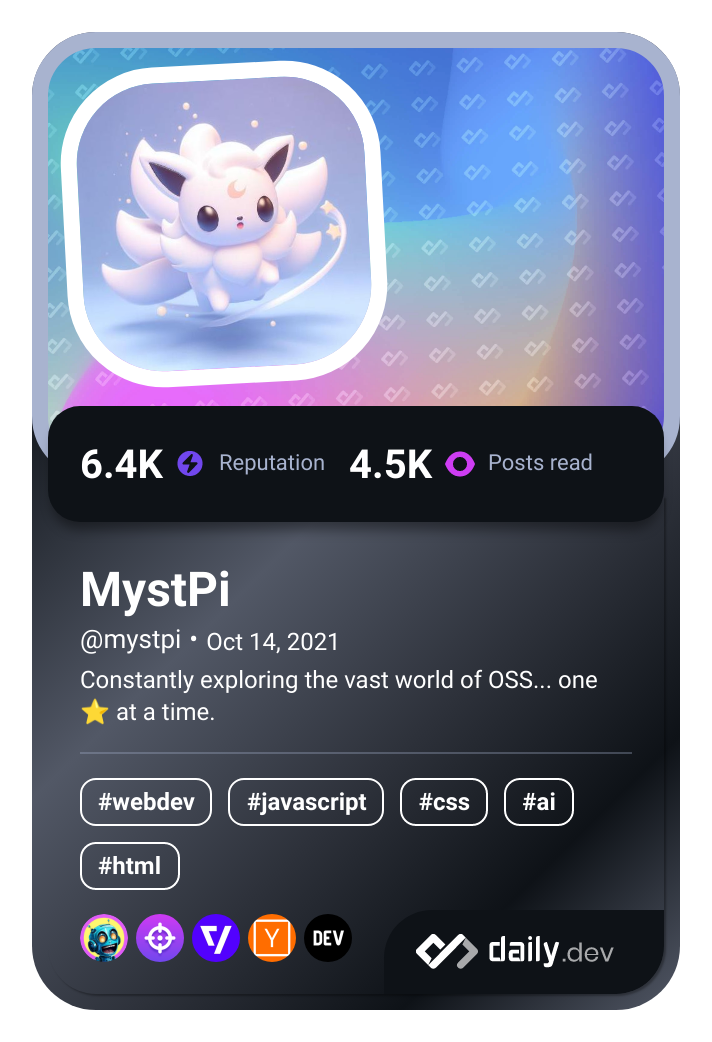 6.4K Reputation 4.5K Posts read
MystPi
@mystpi • Oct 14, 2021
Constantly exploring the vast world of OSS... one
⭐ at a time.
#webdev #javascript #css #ai
#html
Y DEV daily.dev